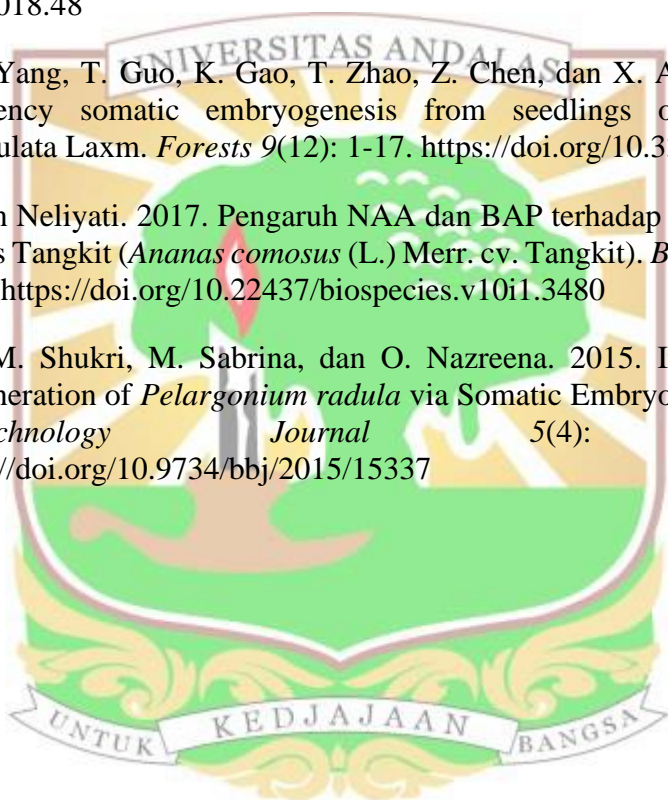 018.48
UNIVERSITAS ANDALAS
Yang, T. Guo, K. Gao, T. Zhao, Z. Chen, dan X. A
ency somatic embryogenesis from seedlings o
ulata Laxm. Forests 9(12): 1-17. https://doi.org/10.3
n Neliyati. 2017. Pengaruh NAA dan BAP terhadap
s Tangkit (Ananas comosus (L.) Merr. cv. Tangkit). B
https://doi.org/10.22437/biospecies.v10i1.3480
M. Shukri, M. Sabrina, dan O. Nazreena. 2015. I
neration of Pelargonium radula via Somatic Embryo
chnology Journal 5(4):
//doi.org/10.9734/bbj/2015/15337
UNTUK KEDJAJAAN BANGSA